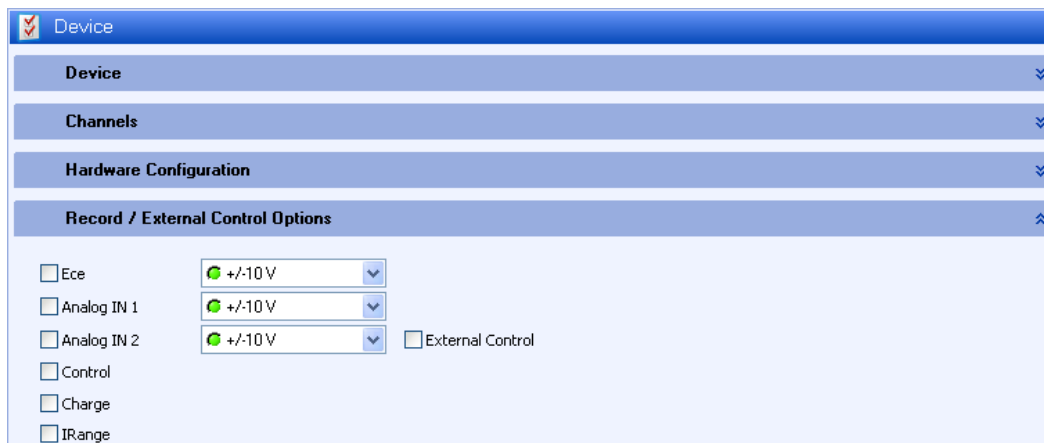 Device
Device
Channels
Hardware Configuration
Record / External Control Options
Ece +/-10 V
Analog IN 1 +/-10 V
Analog IN 2 +/-10 V External Control
Control
Charge
IRange